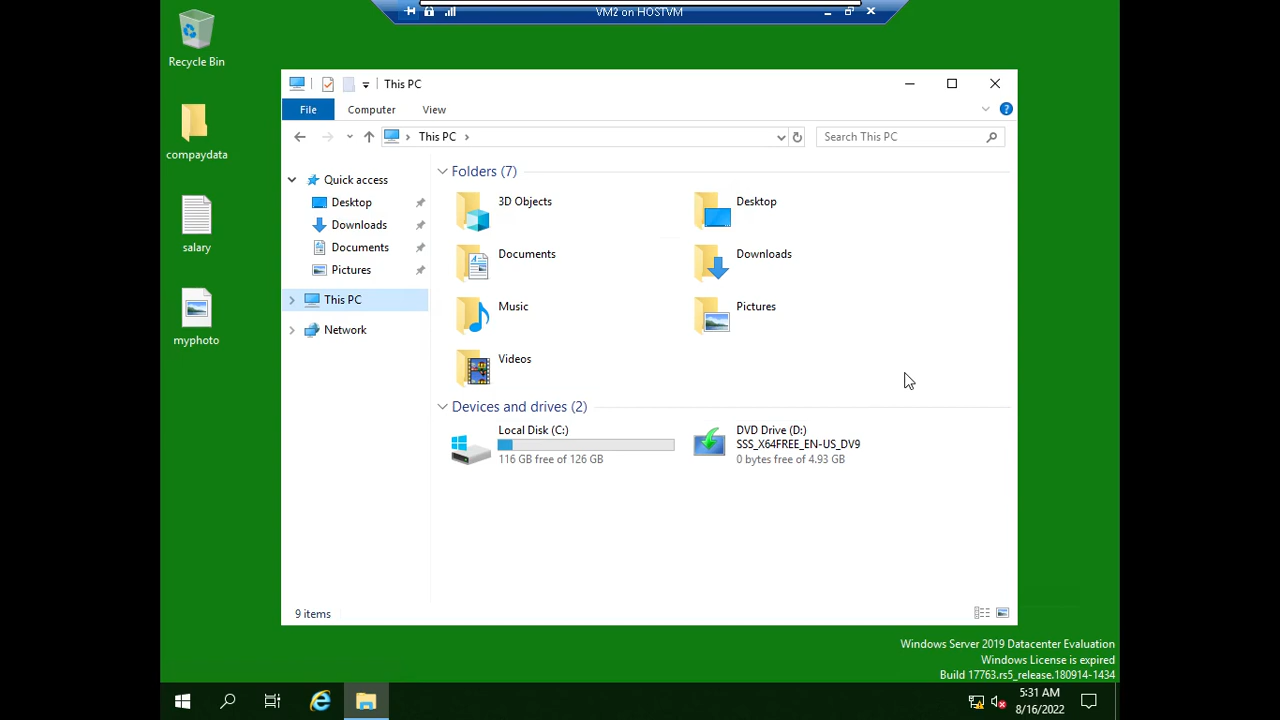 VM2 on HOSTVM
Recycle Bin
compaydata
salary
myphoto
This PC
File
Computer
View
This PC
Search This PC
Quick access
Desktop
Downloads
Documents
Pictures
This PC
Network
Folders (7)
3D Objects
Desktop
Documents
Downloads
Music
Pictures
Videos
Devices and drives (2)
Local Disk (C:)
116 GB free of 126 GB
DVD Drive (D:)
SSS_X64FREE_EN-US_DV9
0 bytes free of 4.93 GB
9 items
Windows Server 2019 Datacenter Evaluation
Windows License is expired
Build 17763.rs5_release.180914-1434
5:31 AM
8/16/2022